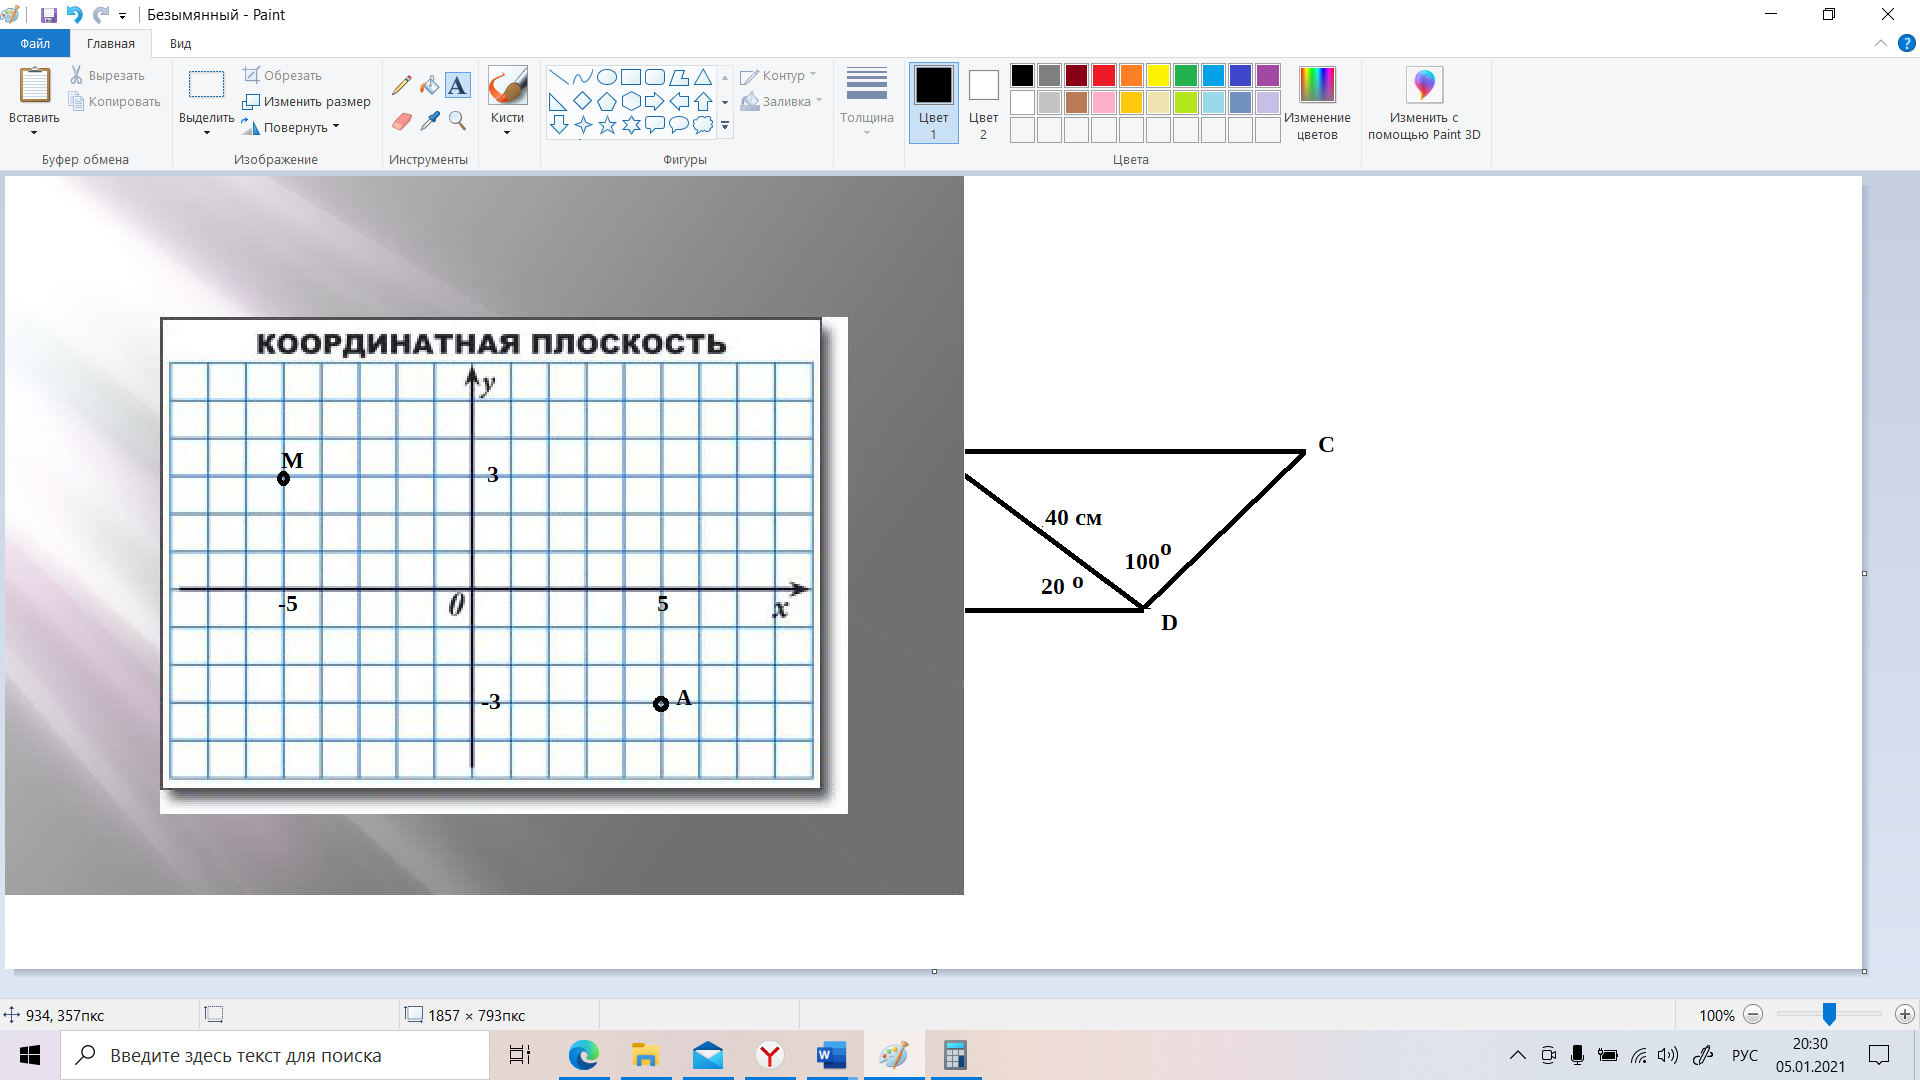 Безымянный - Paint
Файл
Главная
Вид
Вставить
Вырезать
Копировать
Буфер обмена
Выделить
Обрезать
Изменить размер
Повернуть
Изображение
A
Инструменты
Кисти
Фигуры
Контур
Заливка
Толщина
Цвет
1
Цвет
2
Изменение
цветов
Цвета
Изменить с
помощью Paint 3D
?
КООРДИНАТНАЯ ПЛОСКОСТЬ
y
M
3
-5
0
5
x
-3
A
C
40 см
100°
20 °
D
934, 357пкс
1857 × 793пкс
100%
Введите здесь текст для поиска
РУС
20:30
05.01.2021